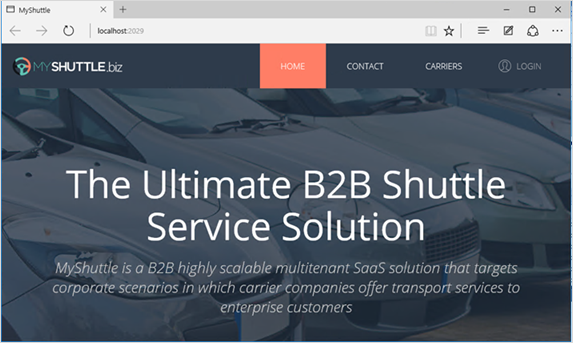 MyShuttle
localhost:2029
MYSHUTTLE.biz
HOME
CONTACT
CARRIERS
LOGIN
The Ultimate B2B Shuttle
Service Solution
MyShuttle is a B2B highly scalable multitenant SaaS solution that targets
corporate scenarios in which carrier companies offer transport services to
enterprise customers